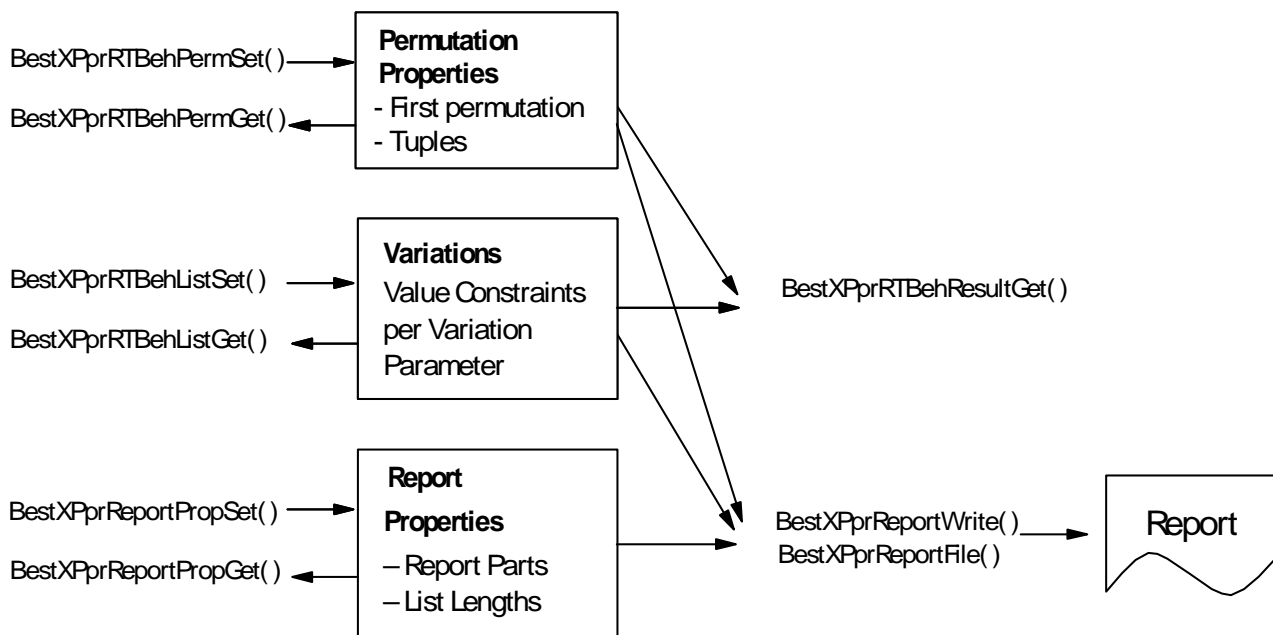 BestXPprRTBehPermSet( )
BestXPprRTBehPermGet( )
Permutation
Properties
- First permutation
- Tuples
BestXPprRTBehListSet( )
BestXPprRTBehListGet( )
Variations
Value Constraints
per Variation
Parameter
BestXPprRTBehResultGet( )
BestXPprReportPropSet( )
BestXPprReportPropGet( )
Report
Properties
– Report Parts
– List Lengths
BestXPprReportWrite( )
BestXPprReportFile( )
Report